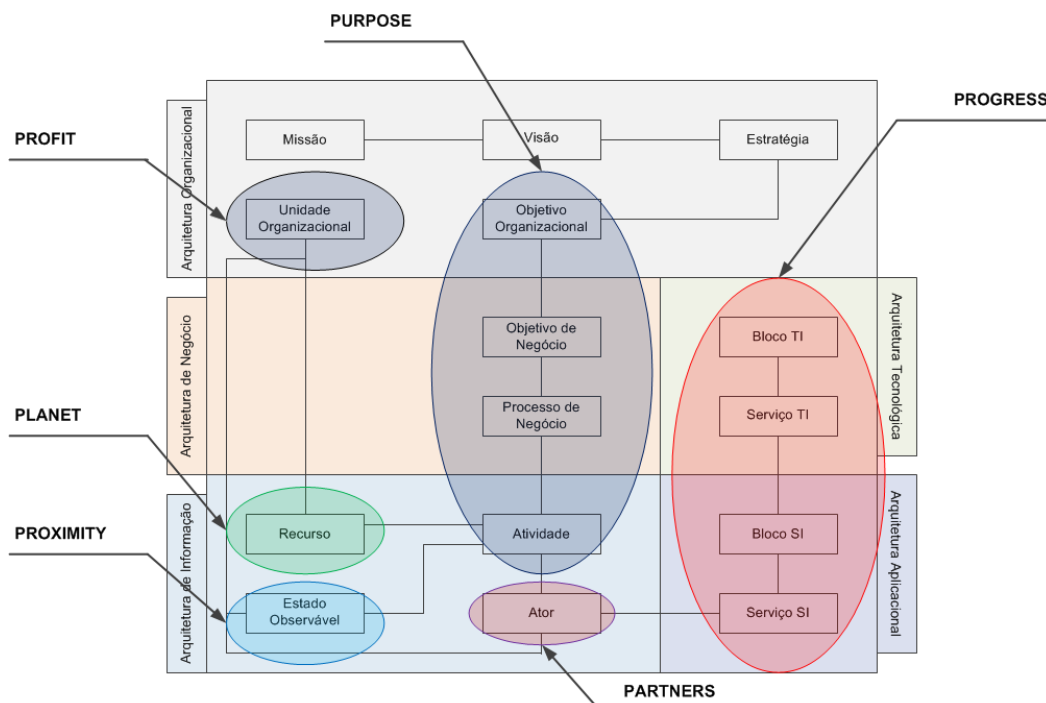 PURPOSE
PROGRESS
PROFIT
Arquitetura Organizacional
Missão
Visão
Estratégia
Unidade
Organizacional
Objetivo
Organizacional
Arquitetura de Negócio
Objetivo de
Negócio
Bloco TI
Arquitetura Tecnológica
Processo de
Negócio
Serviço TI
PLANET
Arquitetura de Informação
Recurso
Atividade
Bloco SI
Arquitetura Aplicacional
PROXIMITY
Estado
Observável
Ator
Serviço SI
PARTNERS